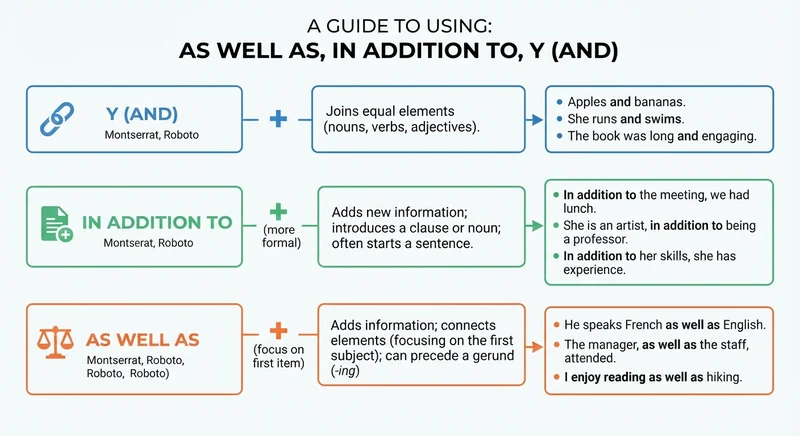 A GUIDE TO USING:
AS WELL AS, IN ADDITION TO, Y (AND)
Y (AND)
Montserrat, Roboto
+
Joins equal elements
(nouns, verbs, adjectives).
• Apples and bananas.
• She runs and swims.
• The book was long and engaging.
IN ADDITION TO
Montserrat, Roboto
+
(more
formal)
Adds new information;
introduces a clause or noun;
often starts a sentence.
• In addition to the meeting, we had
lunch.
• She is an artist, in addition to being
a professor.
• In addition to her skills, she has
experience.
AS WELL AS
Montserrat, Roboto,
Roboto, Roboto)
+
(focus on
first item)
Adds information; connects
elements (focusing on the first
subject); can precede a gerund
(-ing)
• He speaks French as well as English.
• The manager, as well as the staff,
attended.
• I enjoy reading as well as hiking.